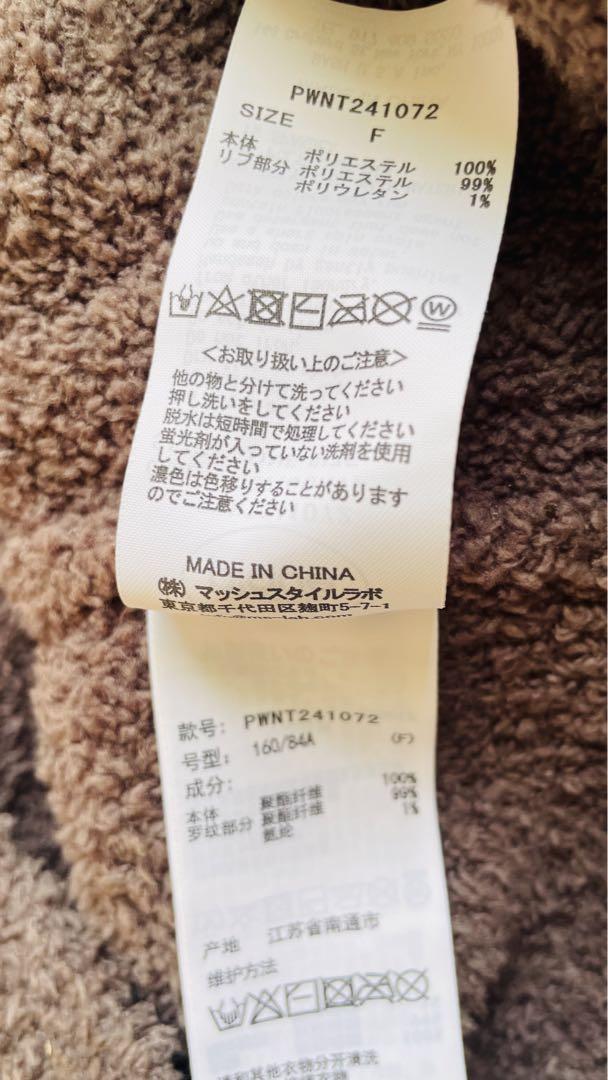 PWNT241072
SIZE F
本体 ポリエステル 100%
リブ部分 ポリエステル 99%
ポリウレタン 1%
W
<お取り扱い上のご注意>
他の物と分けて洗ってください
押し洗いをしてください
脱水は短時間で処理してください
蛍光剤が入っていない洗剤を使用
してください
濃色は色移りすることがあります
のでご注意ください
MADE IN CHINA
(株) マッシュスタイルラボ
東京都千代田区麹町5-7-1
款号: PWNT241072
号型: 160/84A (F)
成分:
本体 聚酯纤维 100%
罗纹部分 聚酯纤维 99%
氨纶 1%
产地 江苏省南通市
维护方法
请和其他衣物分开清洗